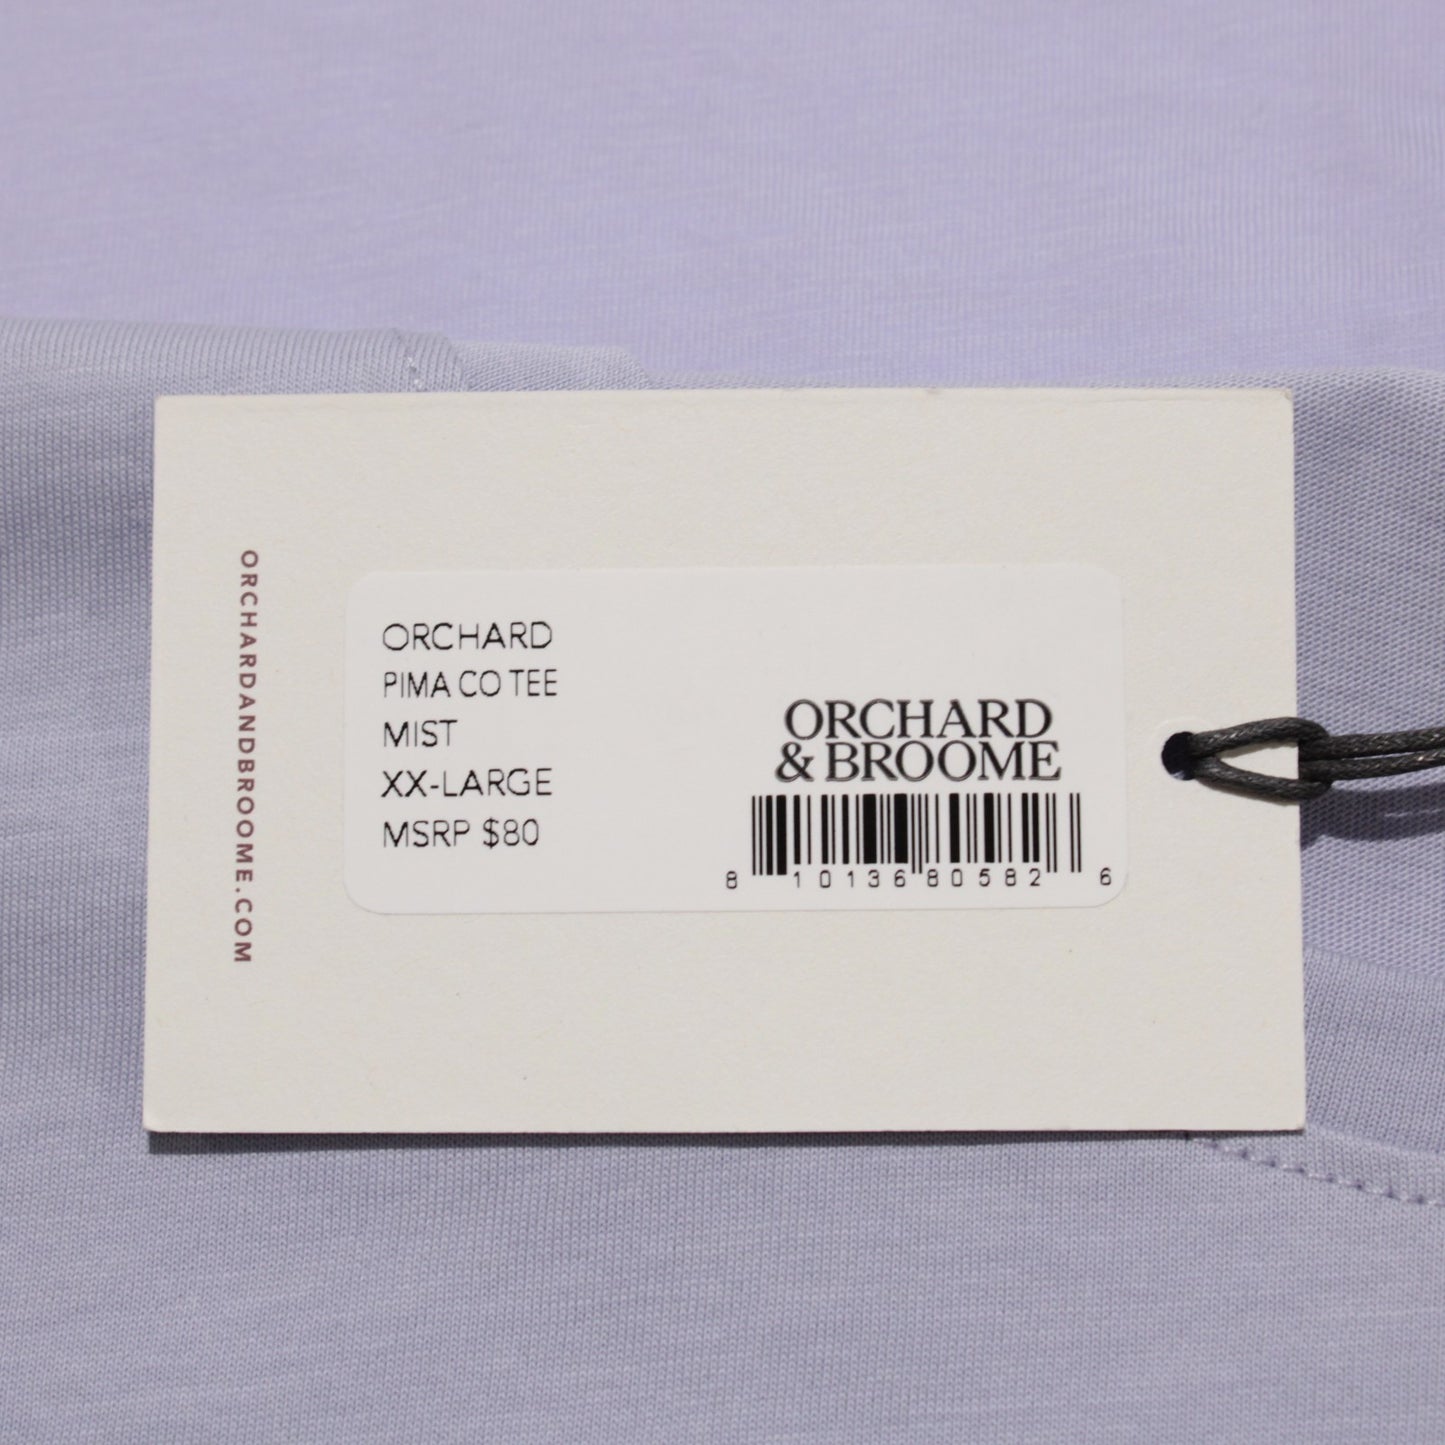 ORCHARDANDBROOME.COM
ORCHARD
PIMA CO TEE
MIST
XX-LARGE
MSRP $80
ORCHARD
& BROOME
8 10136 80582 6